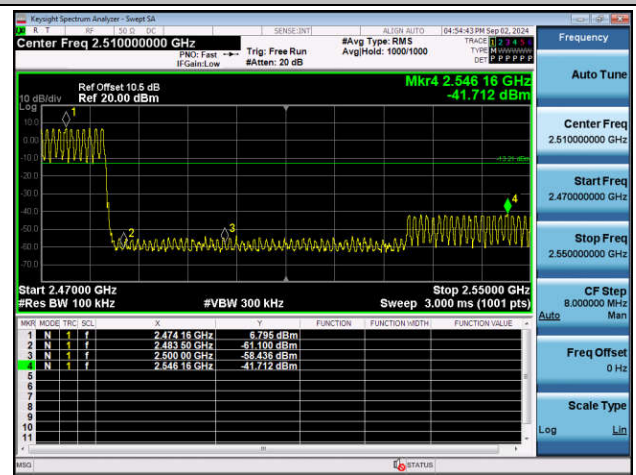 Keysight Spectrum Analyzer - Swept SA
RF 50 Ω DC SENSE:INT ALIGN AUTO 04:54:43 PM Sep 02, 2024
Center Freq 2.510000000 GHz
PNO: Fast
IFGain:Low
Trig: Free Run
#Atten: 20 dB
#Avg Type: RMS
Avg|Hold: 1000/1000
TRACE 1 2 3 4 5 6
TYPE M
DET P P P P P P
Frequency
Ref Offset 10.5 dB
10 dB/div Ref 20.00 dBm
Mkr4 2.546 16 GHz
-41.712 dBm
Log
10.0
0.00
-10.0
-20.0
-30.0
-40.0
-50.0
-60.0
-70.0
1
2
3
4
-13.21 dBm
Start 2.47000 GHz Stop 2.55000 GHz
#Res BW 100 kHz #VBW 300 kHz Sweep 3.000 ms (1001 pts)
MKR MODE TRC SCL X Y FUNCTION FUNCTION WIDTH FUNCTION VALUE
1 N 1 f 2.474 16 GHz 6.795 dBm
2 N 1 f 2.483 50 GHz -61.100 dBm
3 N 1 f 2.500 00 GHz -58.436 dBm
4 N 1 f 2.546 16 GHz -41.712 dBm
5
6
7
8
9
10
11
MSG STATUS
Auto Tune
Center Freq
2.510000000 GHz
Start Freq
2.470000000 GHz
Stop Freq
2.550000000 GHz
CF Step
8.000000 MHz
Auto Man
Freq Offset
0 Hz
Scale Type
Log Lin